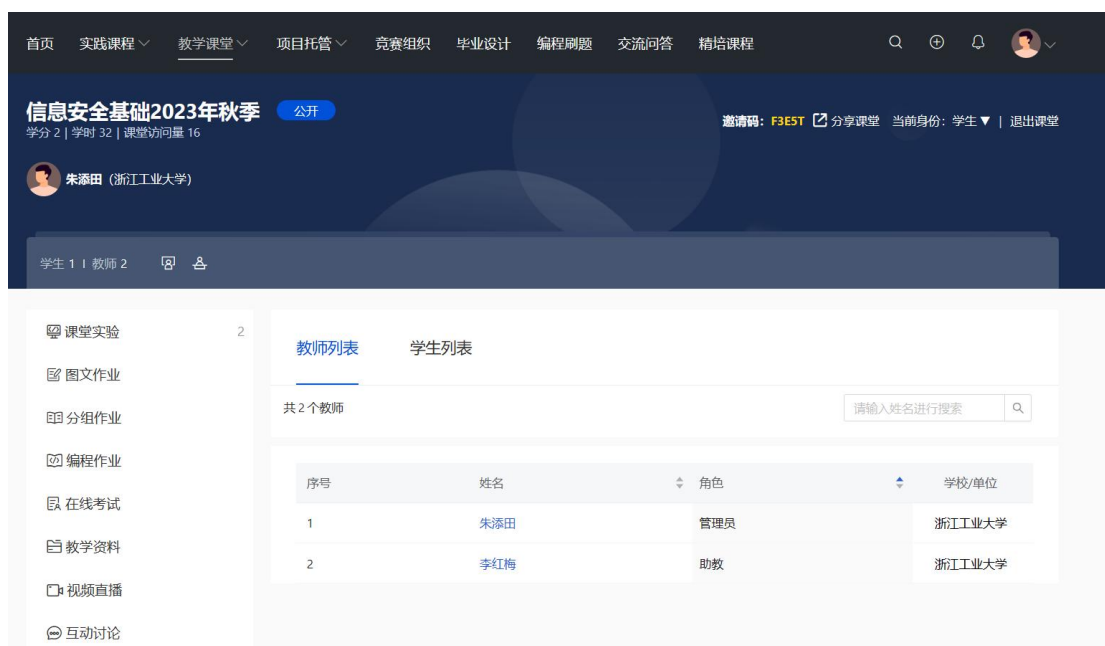 首页 实践课程 教学课堂 项目托管 竞赛组织 毕业设计 编程刷题 交流问答 精培课程
信息安全基础2023年秋季 公开
学分 2 | 学时 32 | 课堂访问量 16
邀请码：F3E5T 分享课堂 当前身份：学生▼ | 退出课堂
朱添田（浙江工业大学）
学生 1 | 教师 2
课堂实验 2
图文作业
分组作业
编程作业
在线考试
教学资料
视频直播
互动讨论
教师列表 学生列表
共 2 个教师
请输入姓名进行搜索
序号 姓名 角色 学校/单位
1 朱添田 管理员 浙江工业大学
2 李红梅 助教 浙江工业大学